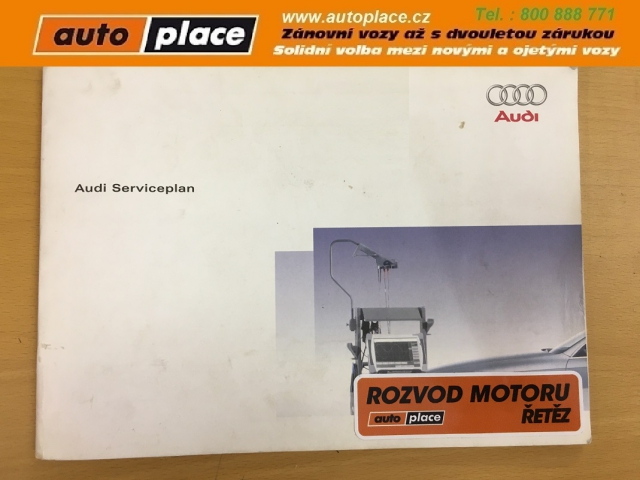 auto place
www.autoplace.cz
Tel. : 800 888 771
Zánovní vozy až s dvouletou zárukou
Solidní volba mezi novými a ojetými vozy
Audi
Audi Serviceplan
ROZVOD MOTORU
auto place
ŘETĚZ